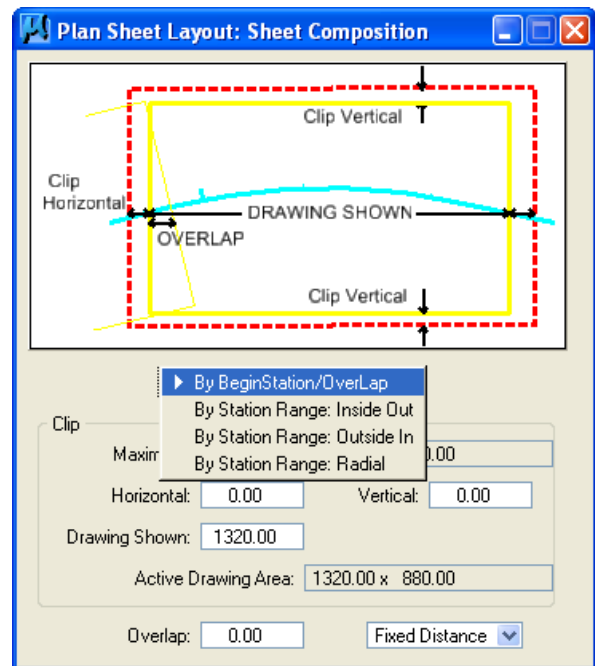 Plan Sheet Layout: Sheet Composition
Clip Vertical
Clip
Horizontal
DRAWING SHOWN
OVERLAP
Clip Vertical
By BeginStation/OverLap
By Station Range: Inside Out
By Station Range: Outside In
By Station Range: Radial
Clip
Maxim .00
Horizontal: 0.00 Vertical: 0.00
Drawing Shown: 1320.00
Active Drawing Area: 1320.00 x 880.00
Overlap: 0.00 Fixed Distance